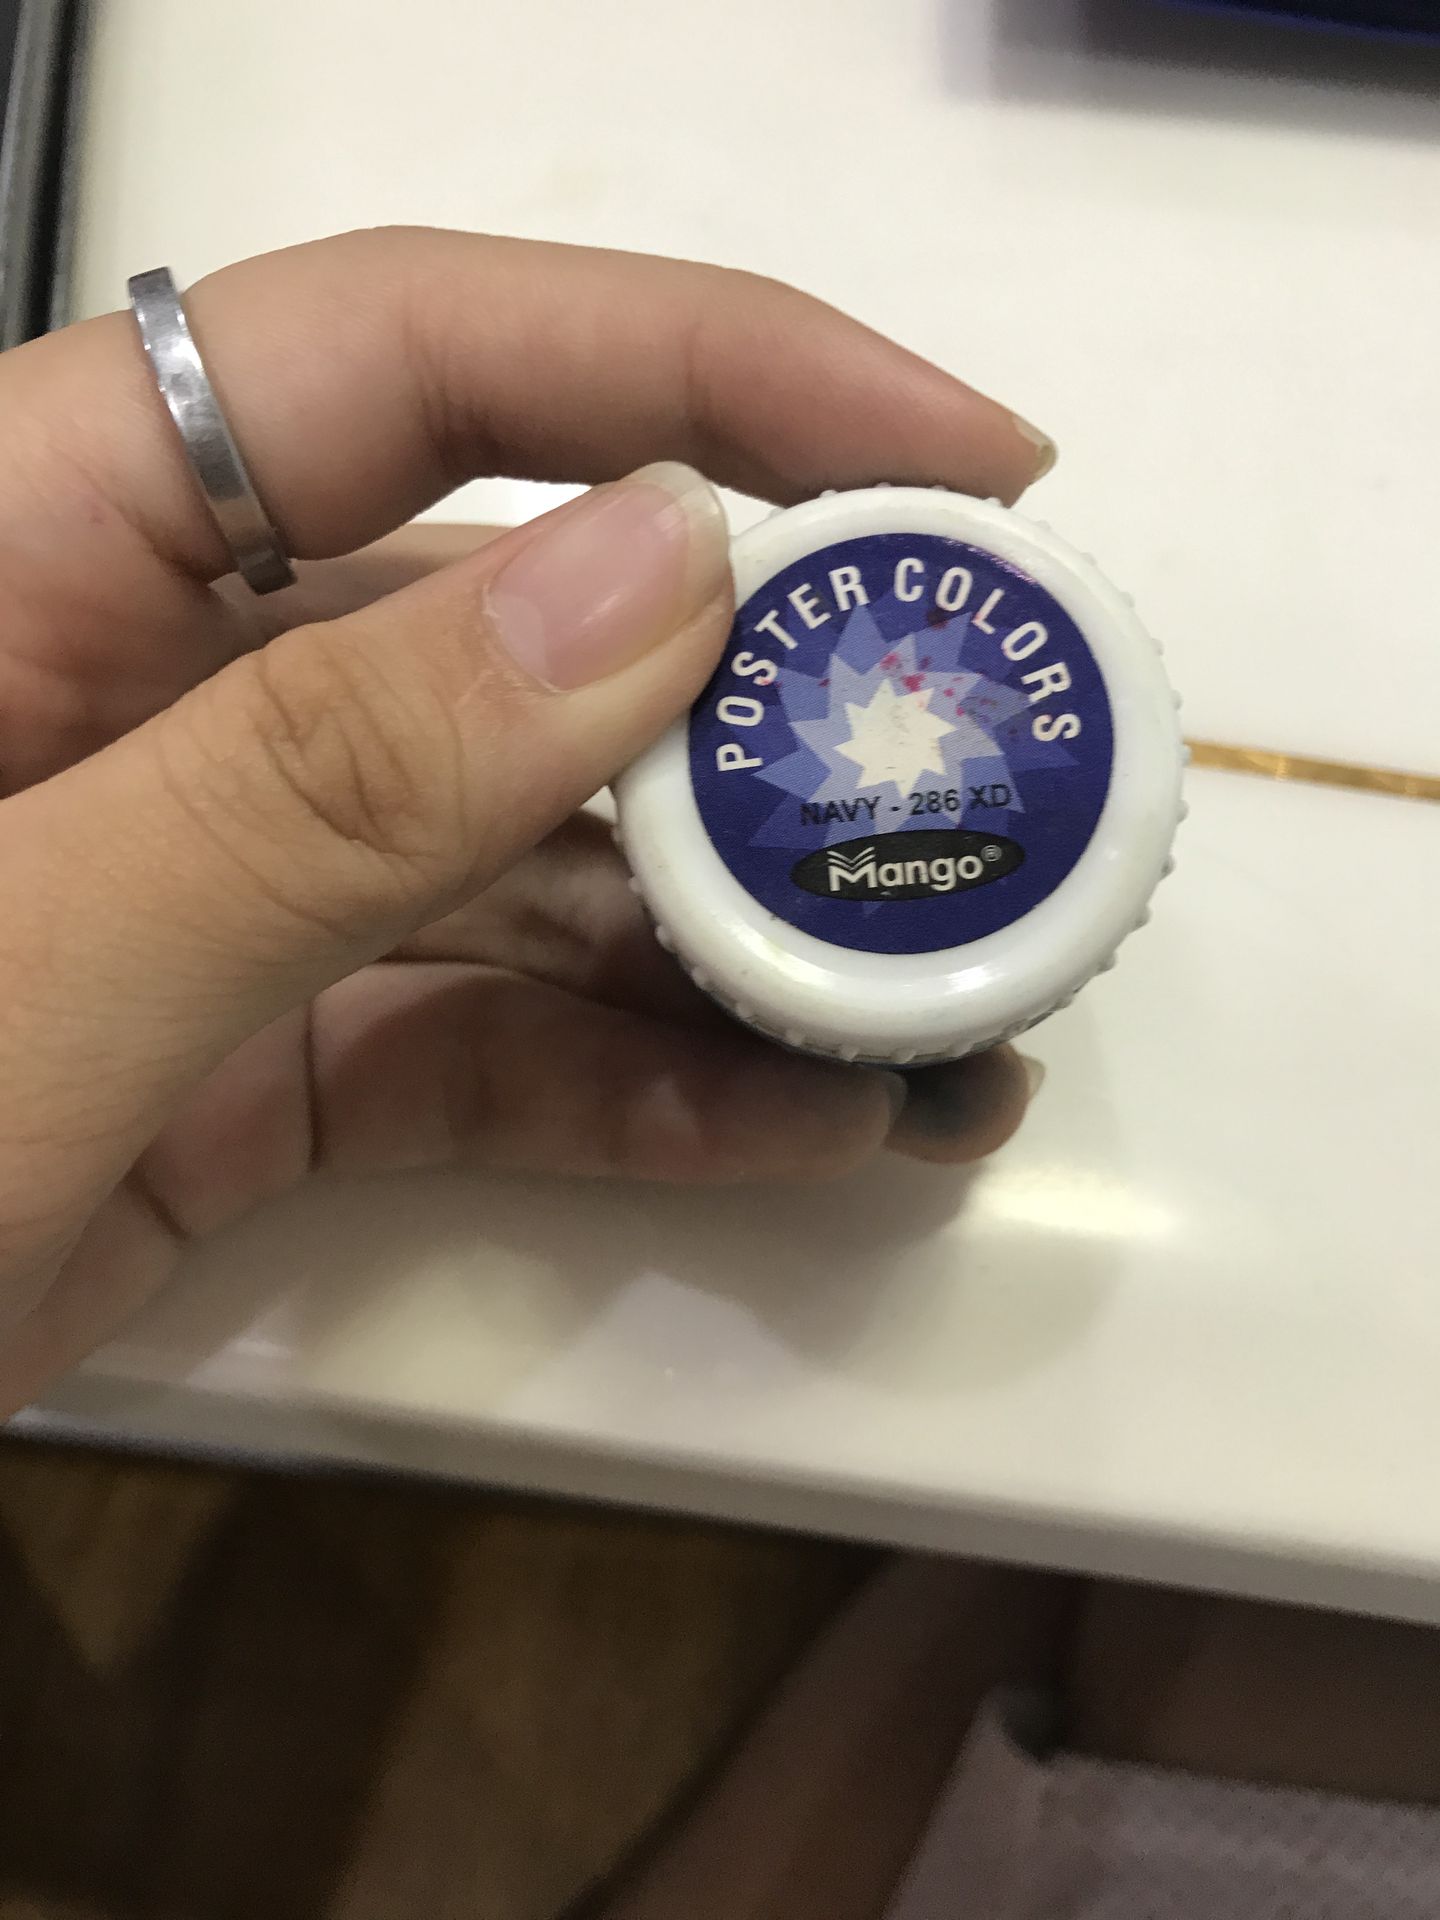 POSTER COLORS
NAVY - 286 XD
Mango®